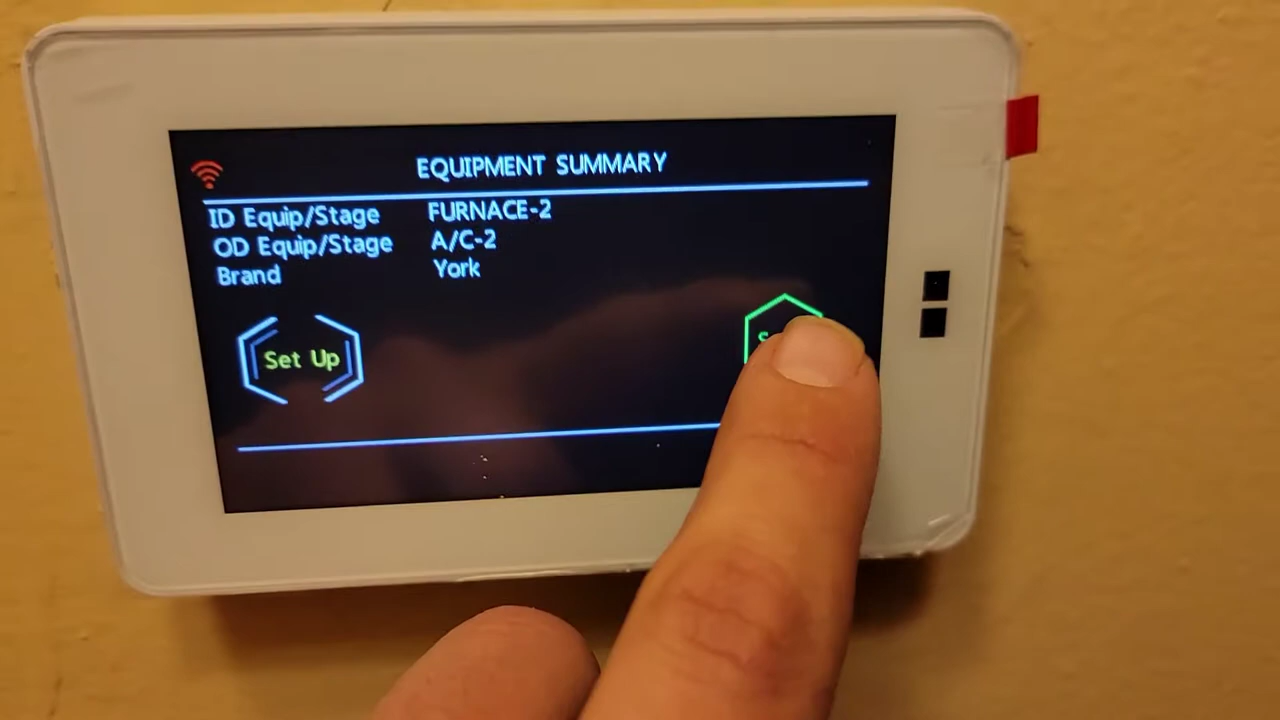 EQUIPMENT SUMMARY
ID Equip/Stage FURNACE-2
OD Equip/Stage A/C-2
Brand York
Set Up